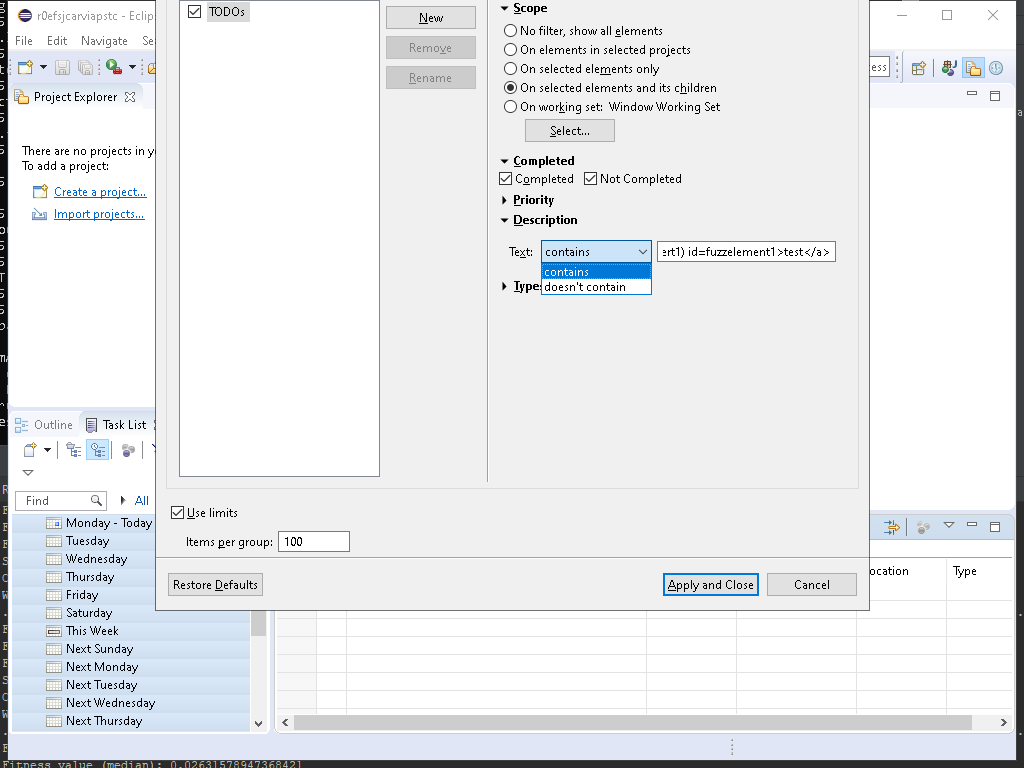 r0efsjcarviapstc - Eclip
File Edit Navigate Se
ess
Project Explorer
There are no projects in y
To add a project:
Create a project...
Import projects...
Outline
Task List
Find
All
Monday - Today
Tuesday
Wednesday
Thursday
Friday
Saturday
This Week
Next Sunday
Next Monday
Next Tuesday
Next Wednesday
Next Thursday
TODOs
New
Remove
Rename
Scope
No filter, show all elements
On elements in selected projects
On selected elements only
On selected elements and its children
On working set: Window Working Set
Select...
Completed
Completed Not Completed
Priority
Description
Text: contains ert1) id=fuzzelement1>test</a>
contains
doesn't contain
Types
Use limits
Items per group: 100
Restore Defaults
Apply and Close
Cancel
ocation
Type
Fitness value (median): 0.02631578947368421